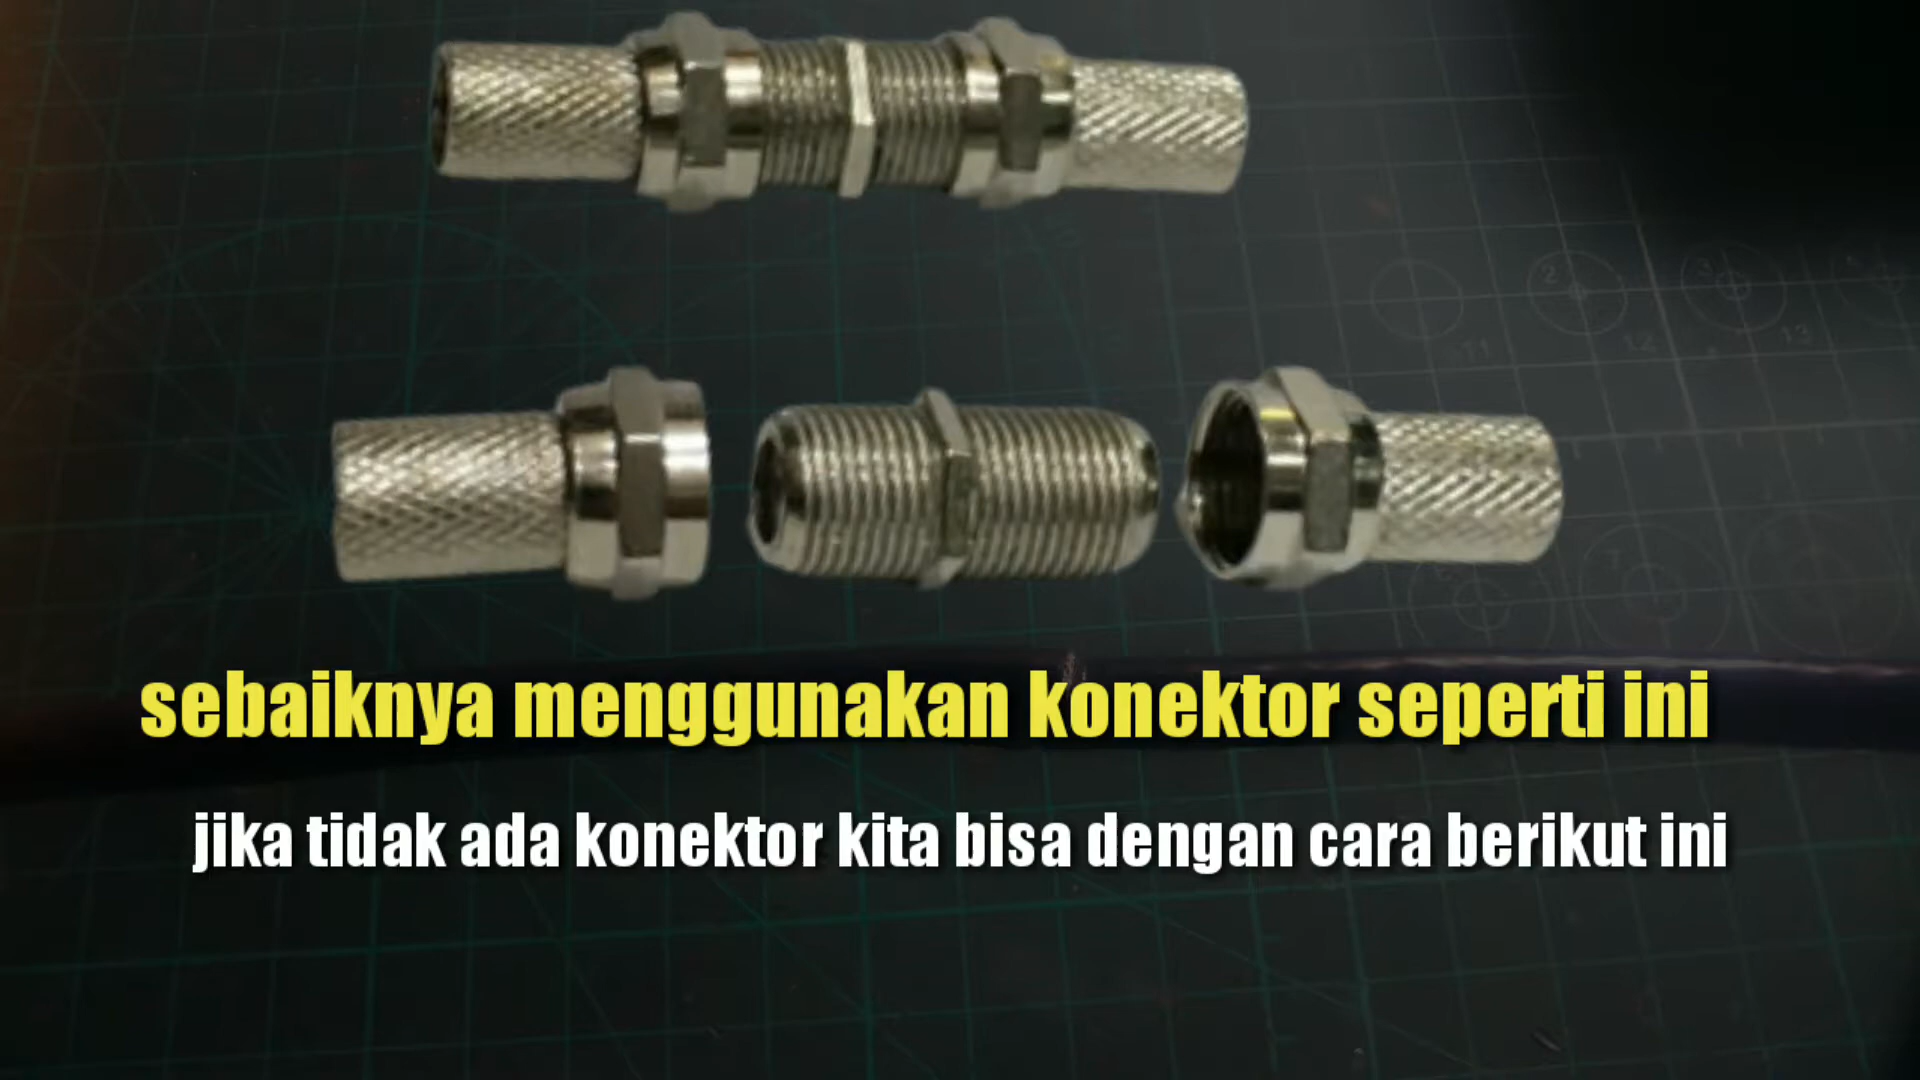 sebaiknya menggunakan konektor seperti ini
jika tidak ada konektor kita bisa dengan cara berikut ini